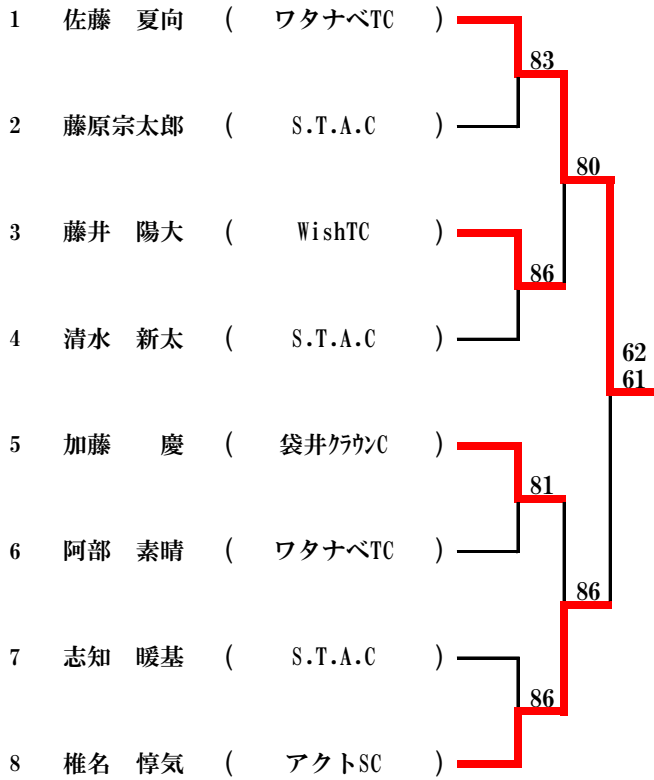 1 佐藤 夏向 ( ワタナベTC )
83
2 藤原宗太郎 ( S.T.A.C )
80
3 藤井 陽大 ( WishTC )
86
4 清水 新太 ( S.T.A.C )
62
61
5 加藤 慶 ( 袋井クラウンC )
81
6 阿部 素晴 ( ワタナベTC )
86
7 志知 暖基 ( S.T.A.C )
86
8 椎名 惇気 ( アクトSC )